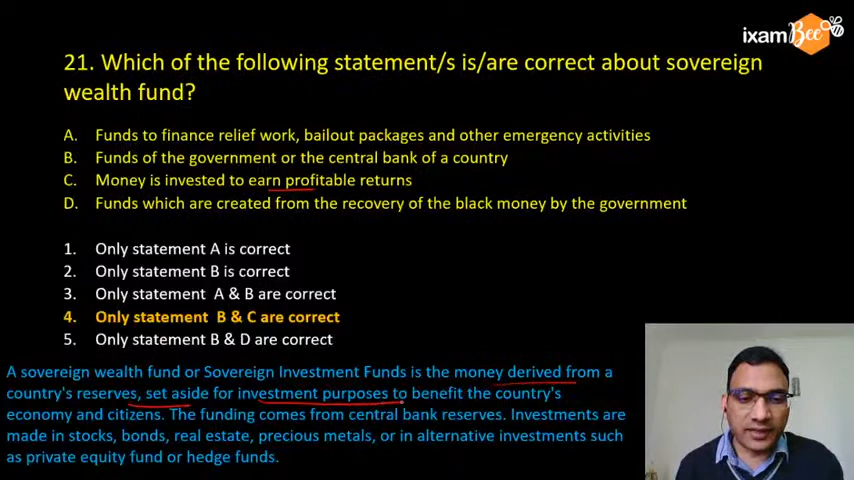 ixamBee
21. Which of the following statement/s is/are correct about sovereign
wealth fund?
A. Funds to finance relief work, bailout packages and other emergency activities
B. Funds of the government or the central bank of a country
C. Money is invested to earn profitable returns
D. Funds which are created from the recovery of the black money by the government
1. Only statement A is correct
2. Only statement B is correct
3. Only statement A & B are correct
4. Only statement B & C are correct
5. Only statement B & D are correct
A sovereign wealth fund or Sovereign Investment Funds is the money derived from a
country's reserves, set aside for investment purposes to benefit the country's
economy and citizens. The funding comes from central bank reserves. Investments are
made in stocks, bonds, real estate, precious metals, or in alternative investments such
as private equity fund or hedge funds.